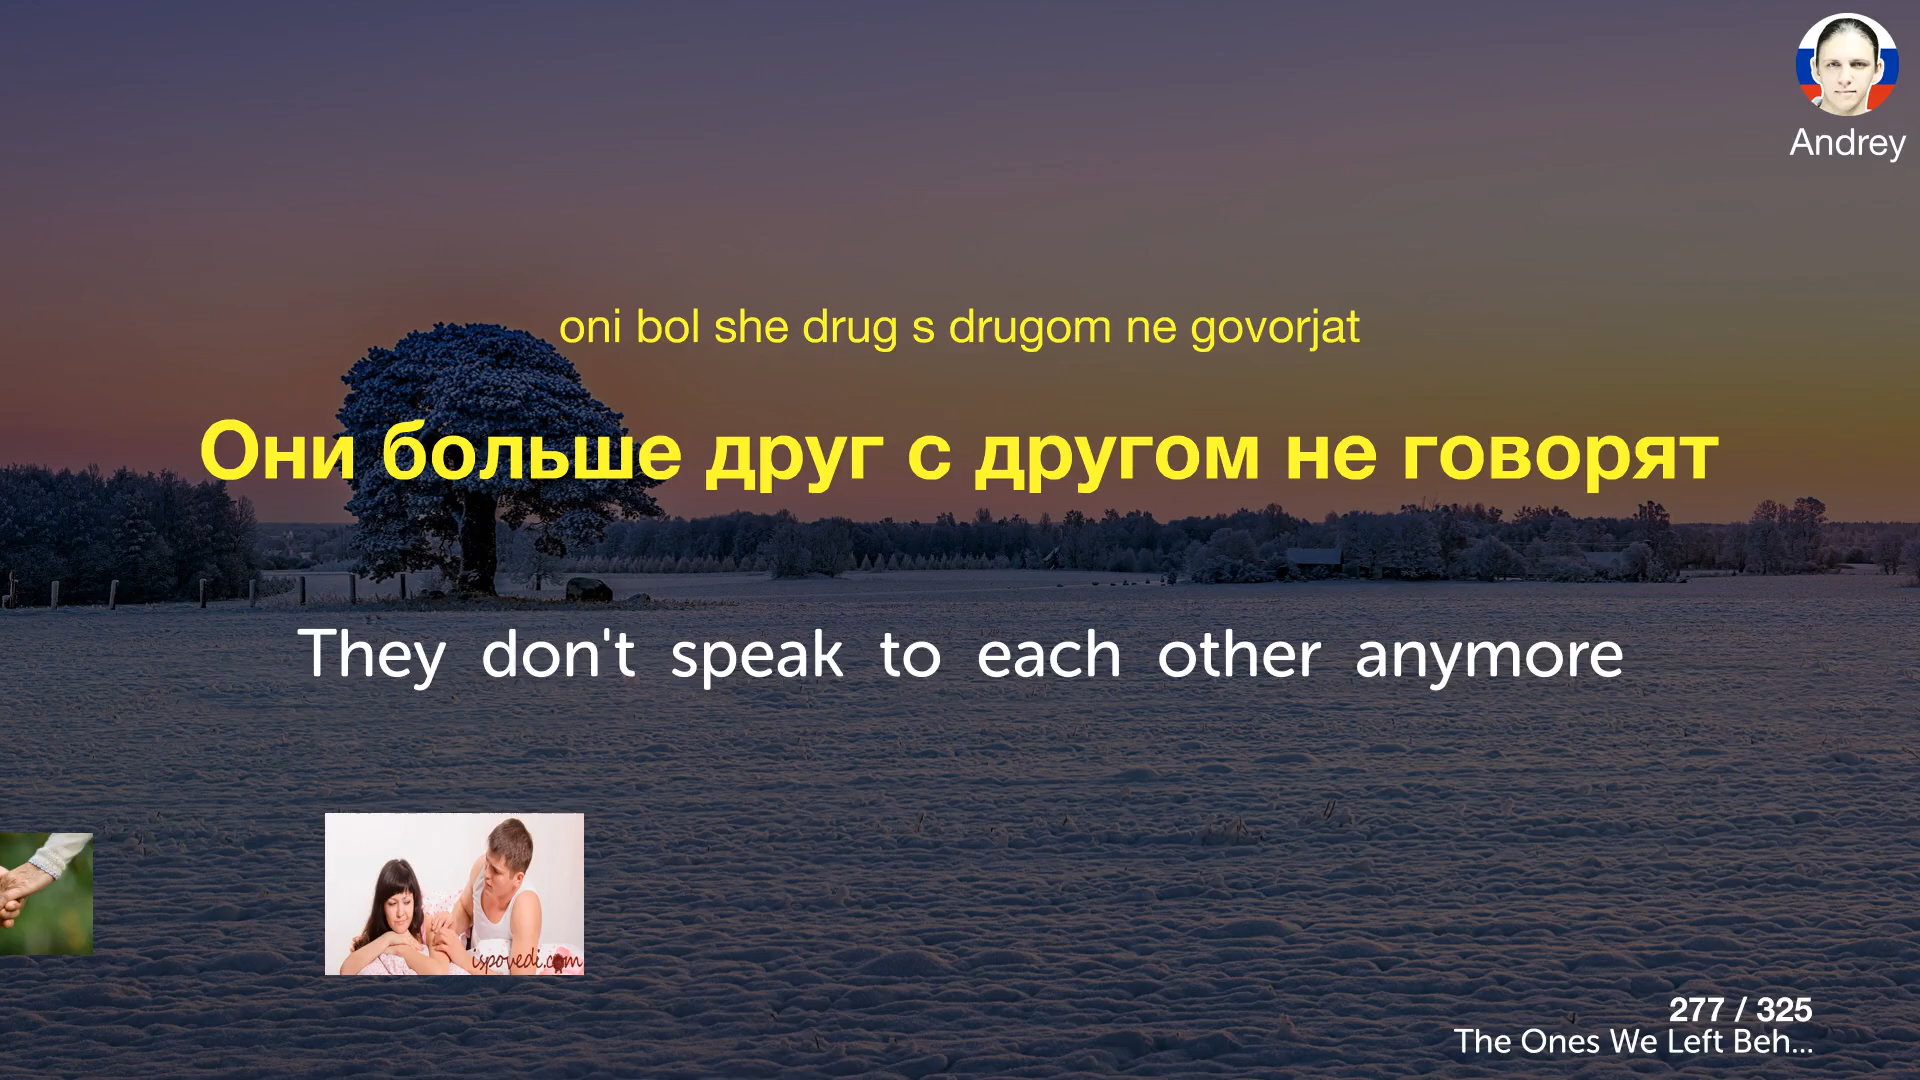 Andrey
oni bol she drug s drugom ne govorjat
Они больше друг с другом не говорят
They don't speak to each other anymore
ispovedi.com
277 / 325
The Ones We Left Beh...